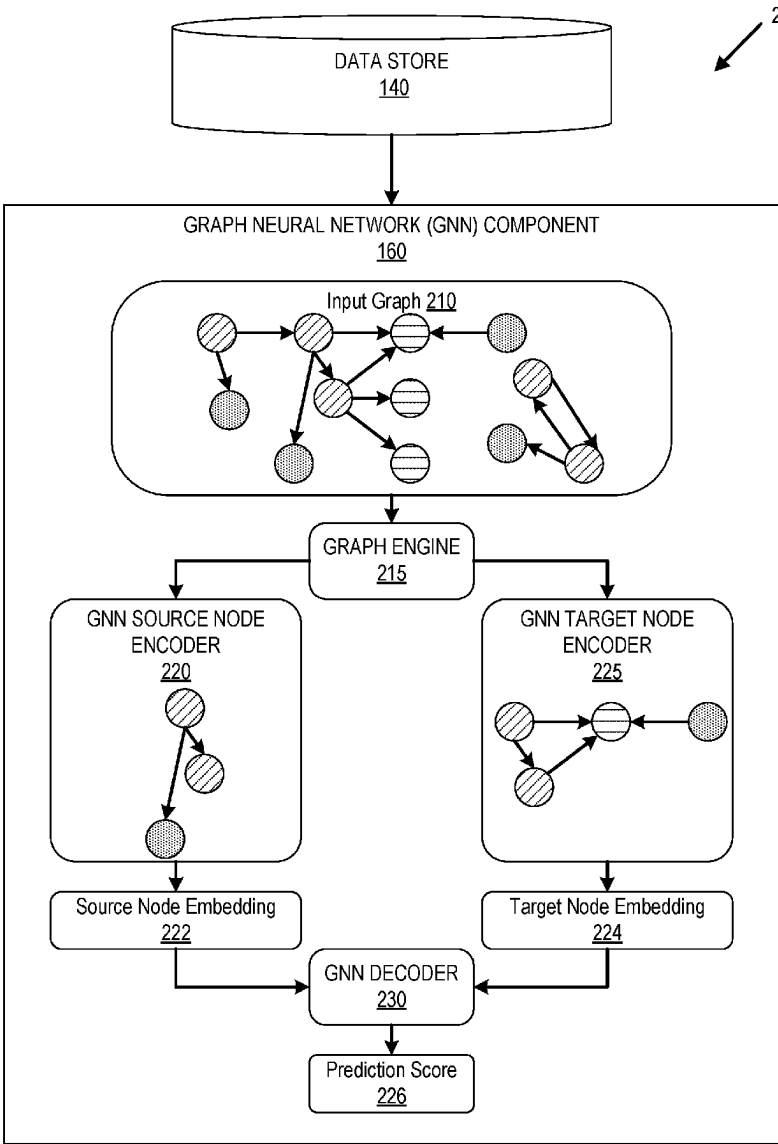 2
DATA STORE
140
GRAPH NEURAL NETWORK (GNN) COMPONENT
160
Input Graph 210
GRAPH ENGINE
215
GNN SOURCE NODE
ENCODER
220
GNN TARGET NODE
ENCODER
225
Source Node Embedding
222
Target Node Embedding
224
GNN DECODER
230
Prediction Score
226